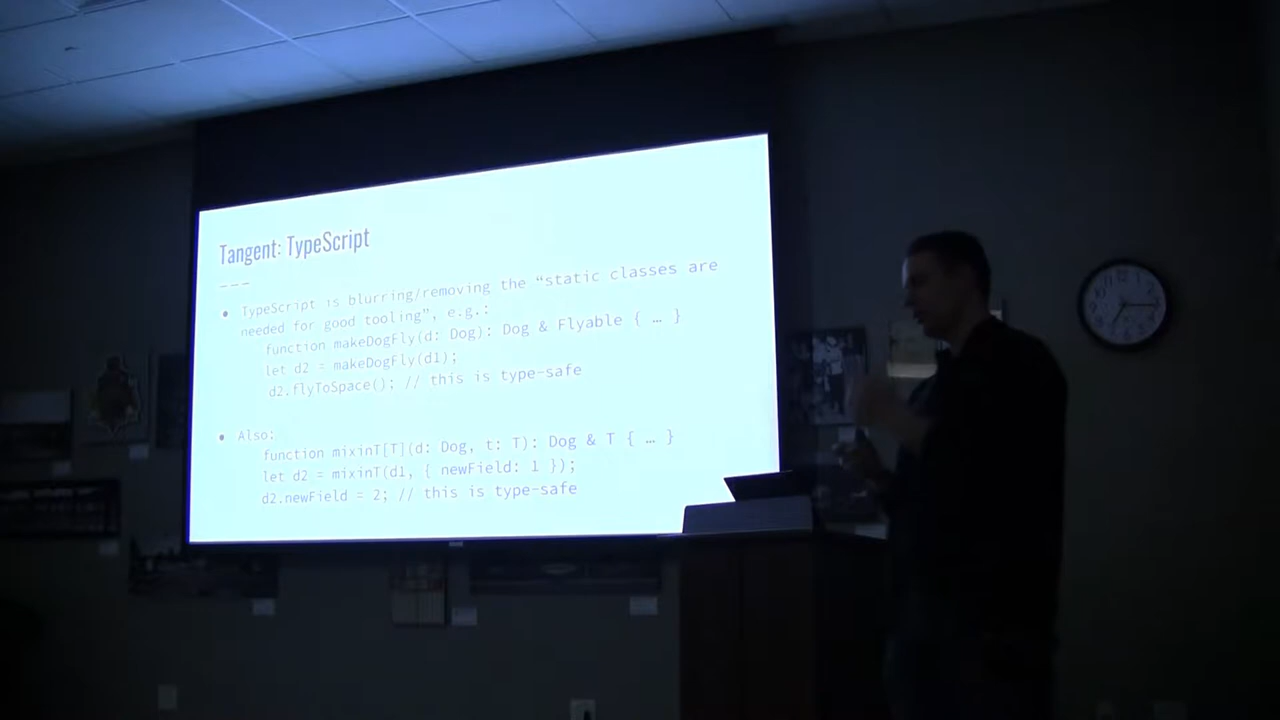 Tangent: TypeScript
---
● TypeScript is blurring/removing the “static classes are
needed for good tooling”, e.g.:
function makeDogFly(d: Dog): Dog & Flyable { … }
let d2 = makeDogFly(d1);
d2.flyToSpace(); // this is type-safe
● Also:
function mixinT[T](d: Dog, t: T): Dog & T { … }
let d2 = mixinT(d1, { newField: 1 });
d2.newField = 2; // this is type-safe